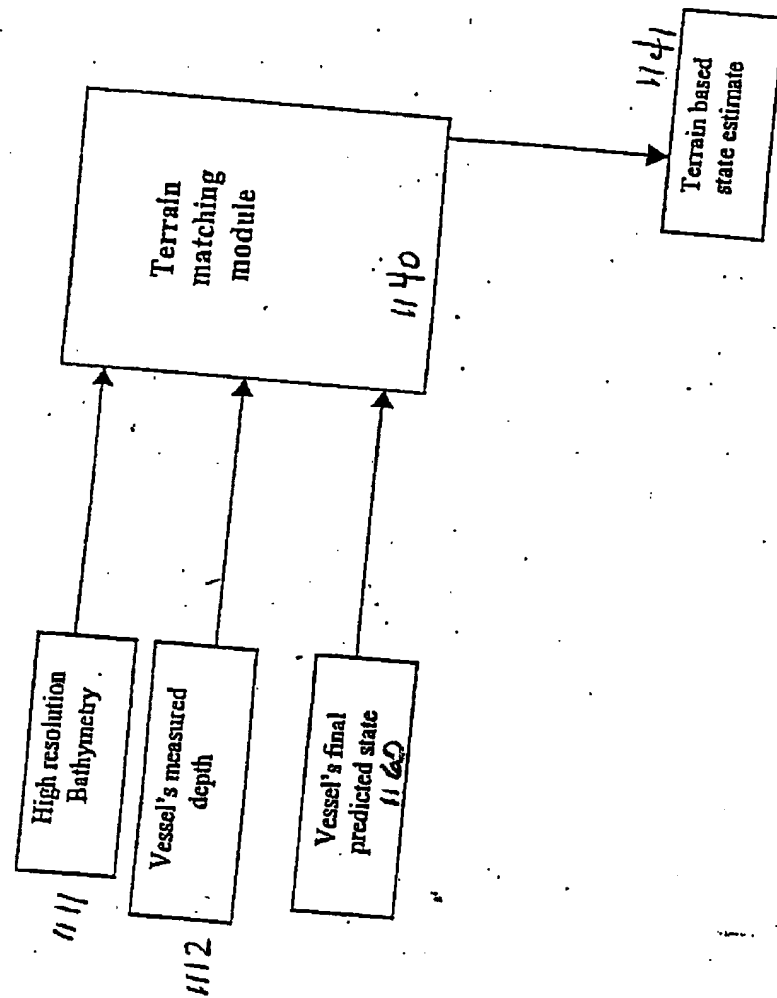 High resolution
Bathymetry
1111
Vessel's measured
depth
1112
Vessel's final
predicted state
1160
Terrain
matching
module
1140
Terrain based
state estimate
1141